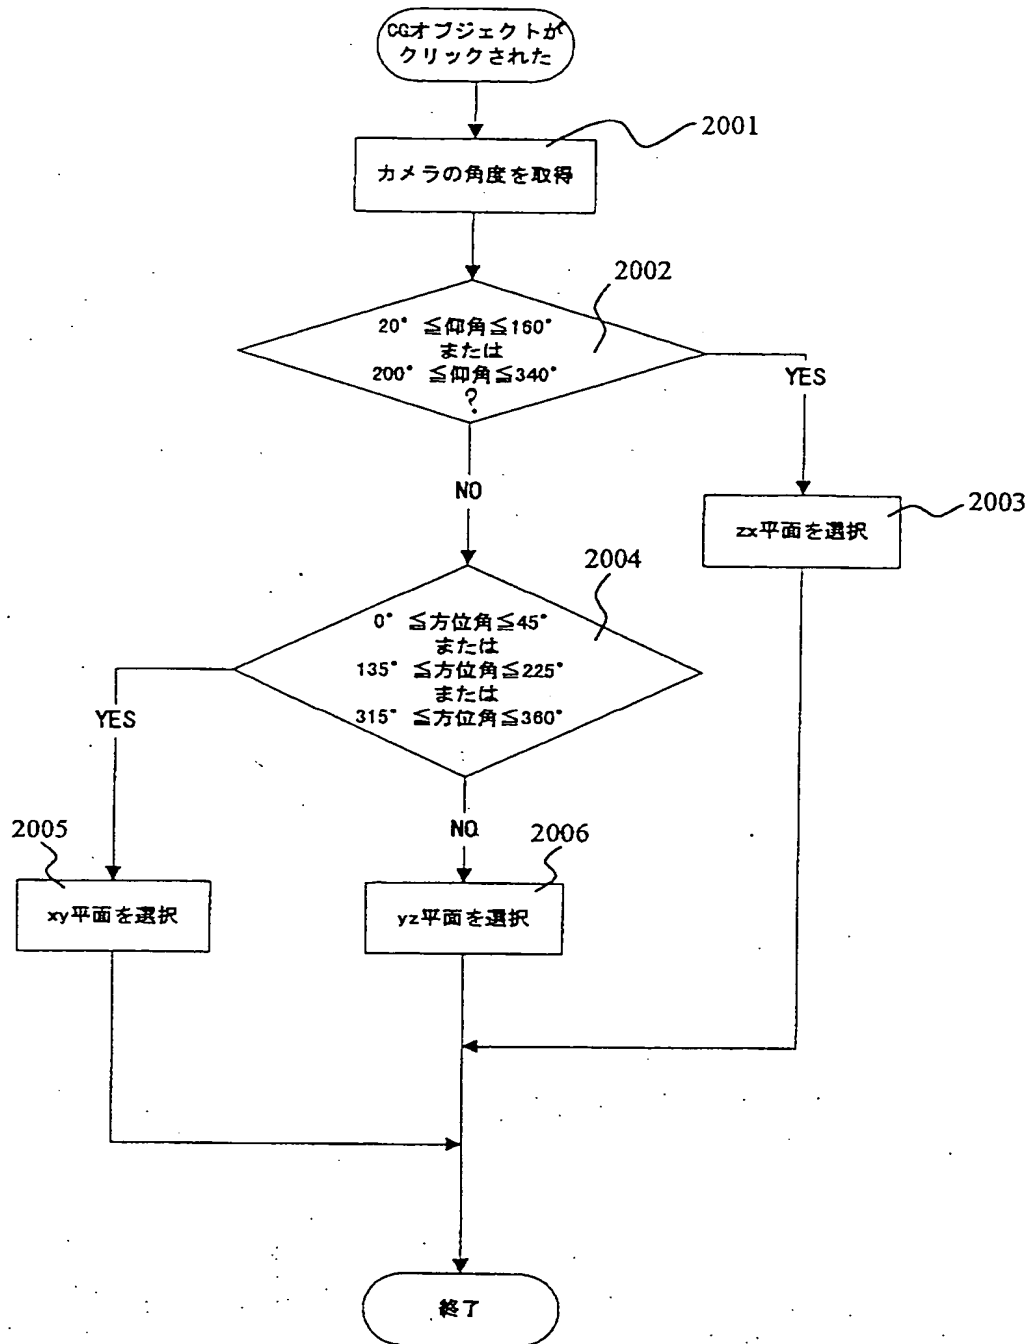 CGオブジェクトが
クリックされた
2001
カメラの角度を取得
2002
20° ≦仰角≦160°
または
200° ≦仰角≦340°
?
YES
NO
2003
zx平面を選択
2004
0° ≦方位角≦45°
または
135° ≦方位角≦225°
または
315° ≦方位角≦360°
YES
NO
2005
xy平面を選択
2006
yz平面を選択
終了